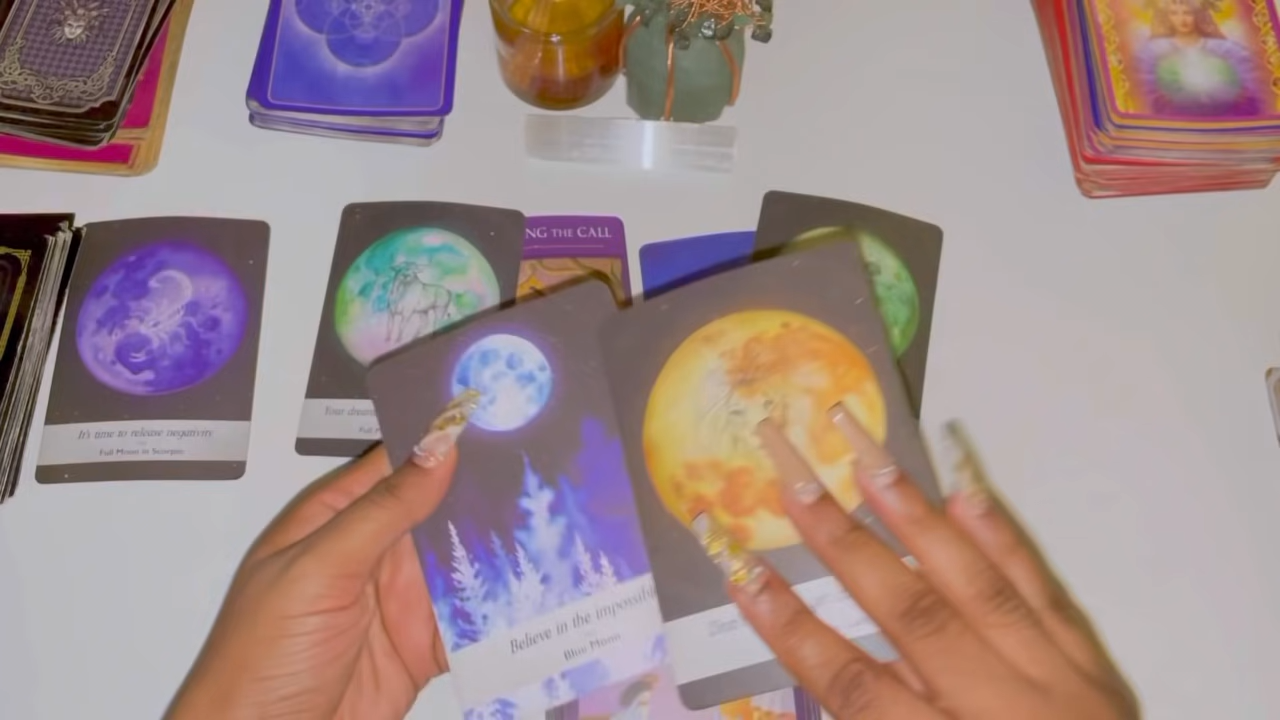 NG THE CALL
It's time to release negativity
Full Moon in Scorpio
Your dream
Full M
Believe in the impossib
Blue Moon